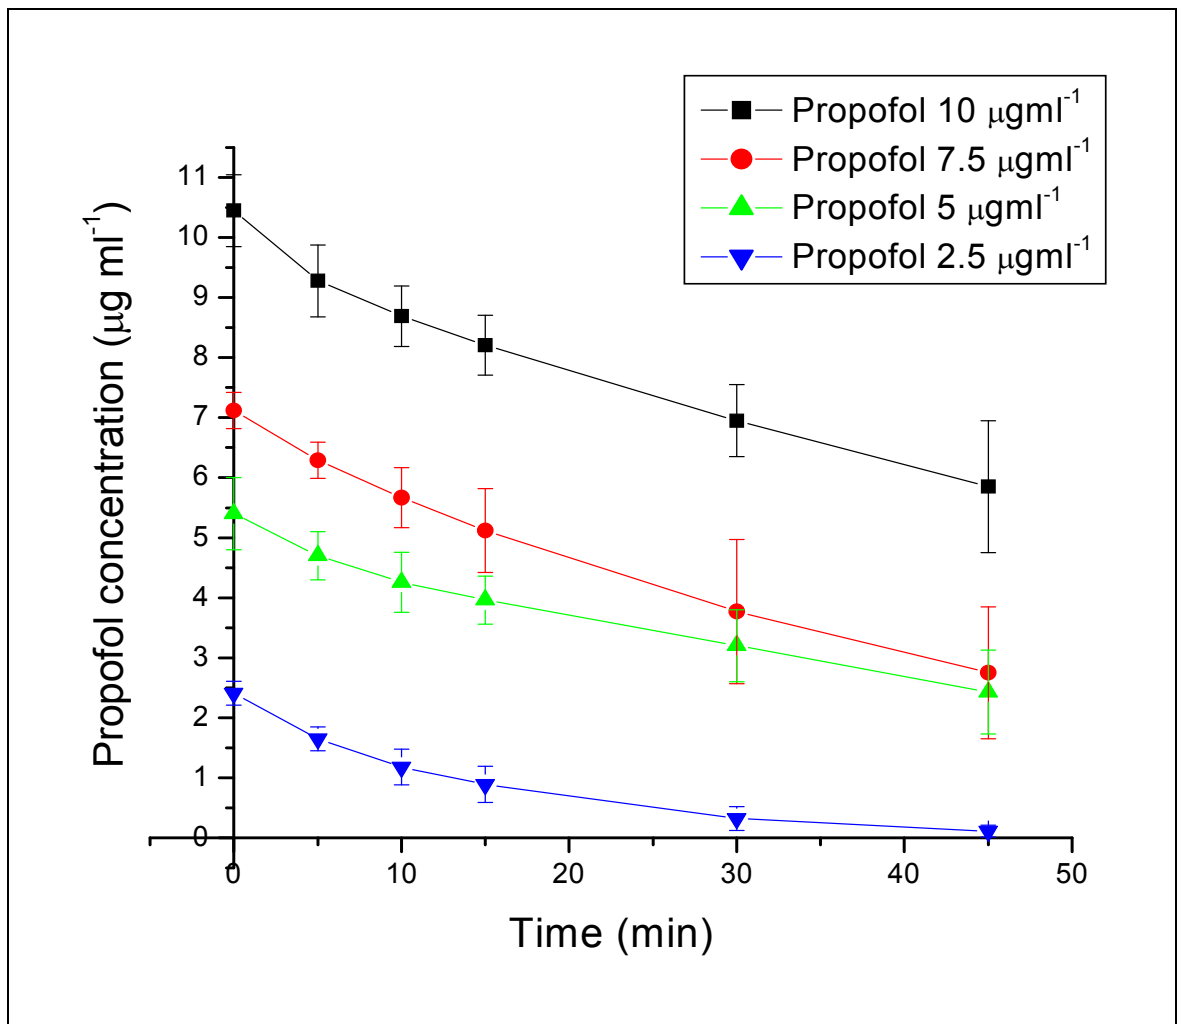 Propofol 10 μgml⁻¹
Propofol 7.5 μgml⁻¹
Propofol 5 μgml⁻¹
Propofol 2.5 μgml⁻¹
Propofol concentration (μg ml⁻¹)
11
10
9
8
7
6
5
4
3
2
1
0
0 10 20 30 40 50
Time (min)